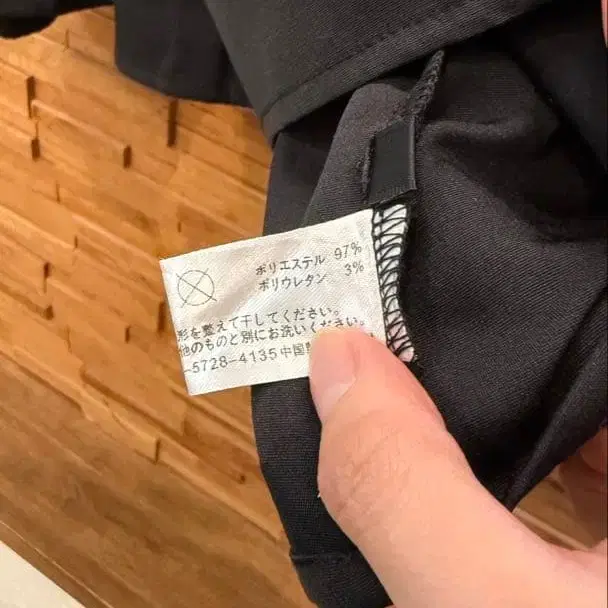 ポリエステル 97%
ポリウレタン 3%
形を整えて干してください。
他のものと別にお洗いください。
-5728-4135 中国